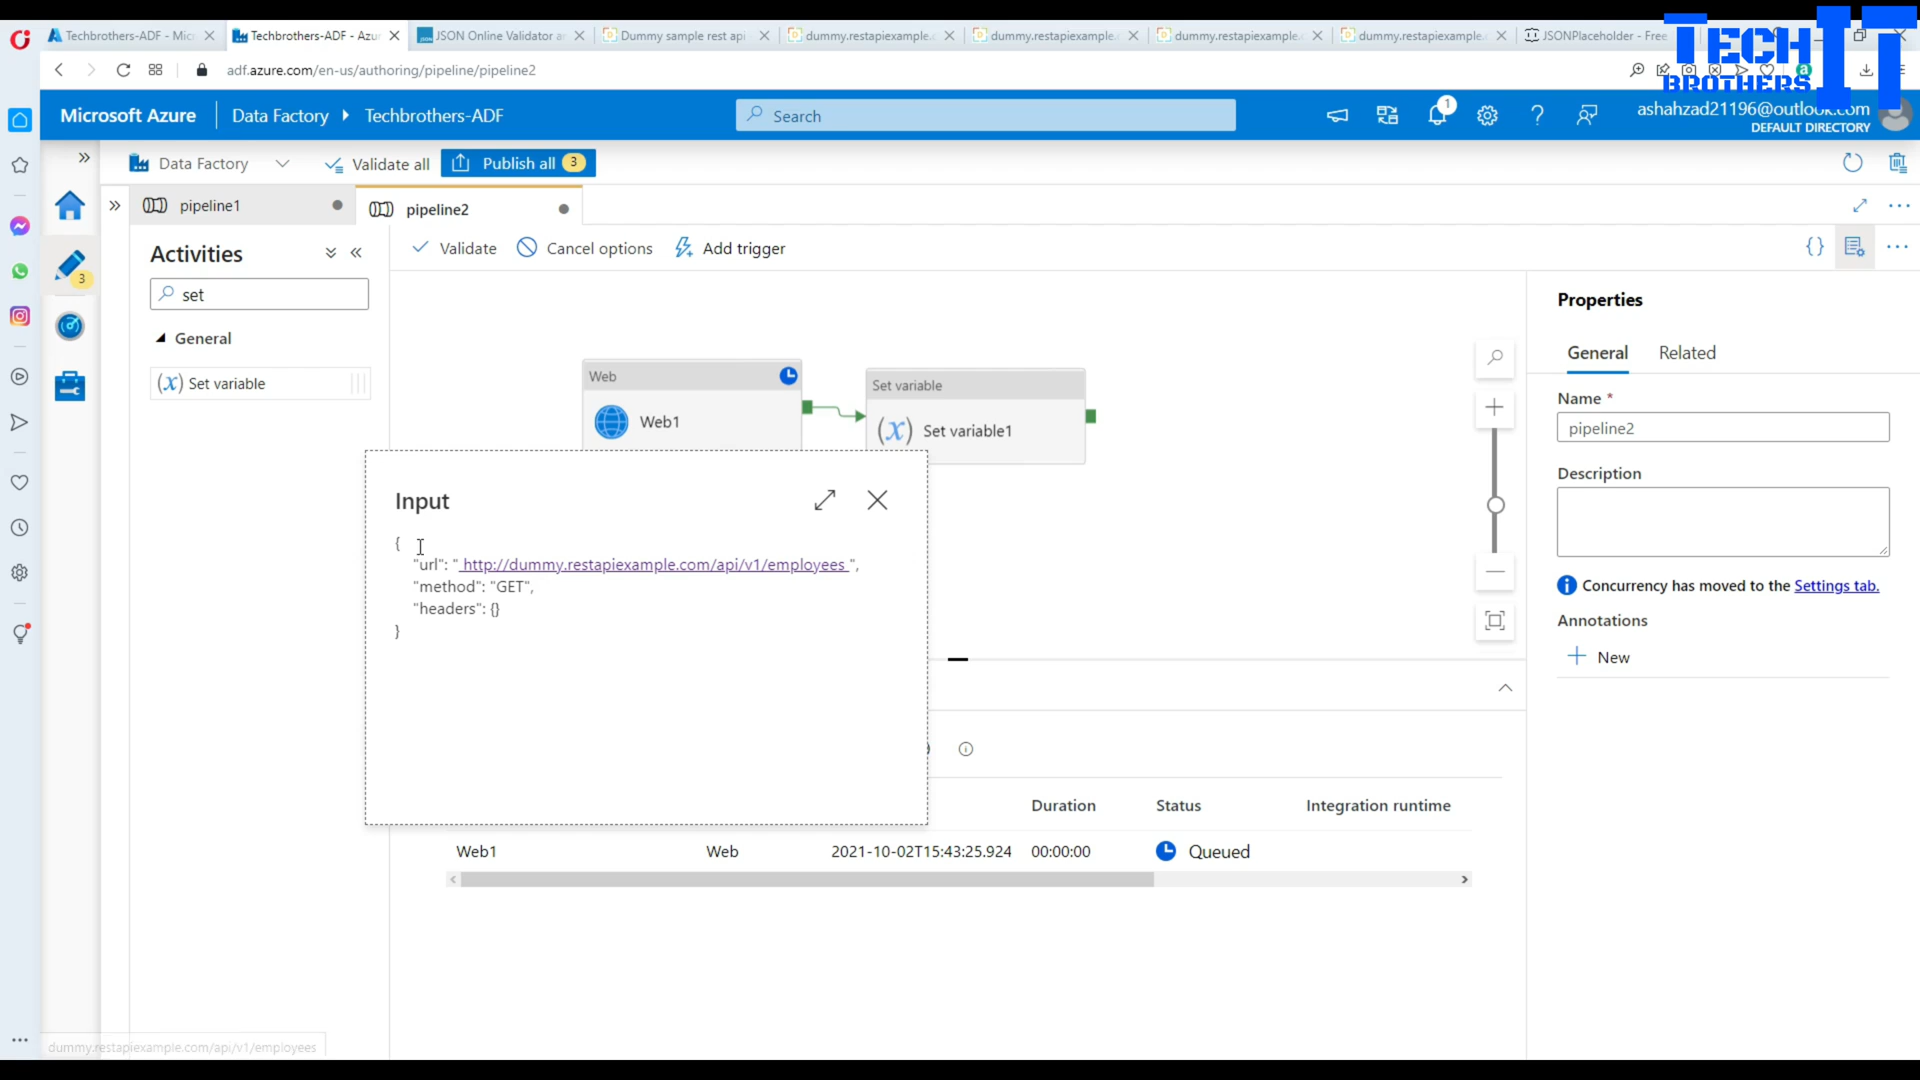 Techbrothers-ADF - Mic
Techbrothers-ADF - Azur
JSON Online Validator an
Dummy sample rest api
dummy.restapiexample.c
dummy.restapiexample.
dummy.restapiexample.
dummy.restapiexample.
JSONPlaceholder - Free
TECH IT
BROTHERS
adf.azure.com/en-us/authoring/pipeline/pipeline2
Microsoft Azure
Data Factory
Techbrothers-ADF
Search
1
ashahzad21196@outlook.com
DEFAULT DIRECTORY
Data Factory
Validate all
Publish all 3
pipeline1
pipeline2
3
Activities
set
General
(x) Set variable
Validate
Cancel options
Add trigger
{}
Web
Web1
Set variable
(x) Set variable1
Input
{
"url": " http://dummy.restapiexample.com/api/v1/employees ",
"method": "GET",
"headers": {}
}
Duration
Status
Integration runtime
Web1
Web
2021-10-02T15:43:25.924
00:00:00
Queued
Properties
General
Related
Name *
pipeline2
Description
Concurrency has moved to the Settings tab.
Annotations
New
dummy.restapiexample.com/api/v1/employees